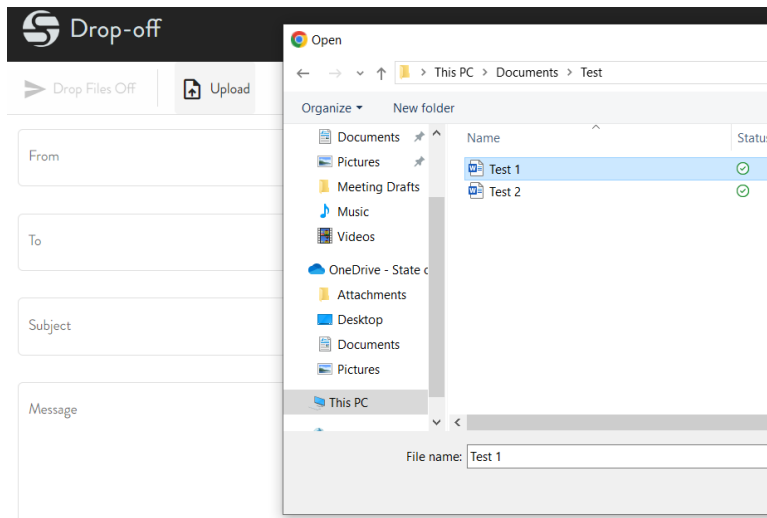 Drop-off
Drop Files Off
Upload
From
To
Subject
Message
Open
This PC > Documents > Test
Organize
New folder
Documents
Pictures
Meeting Drafts
Music
Videos
OneDrive - State
Attachments
Desktop
Documents
Pictures
This PC
Name
Test 1
Test 2
File name: Test 1